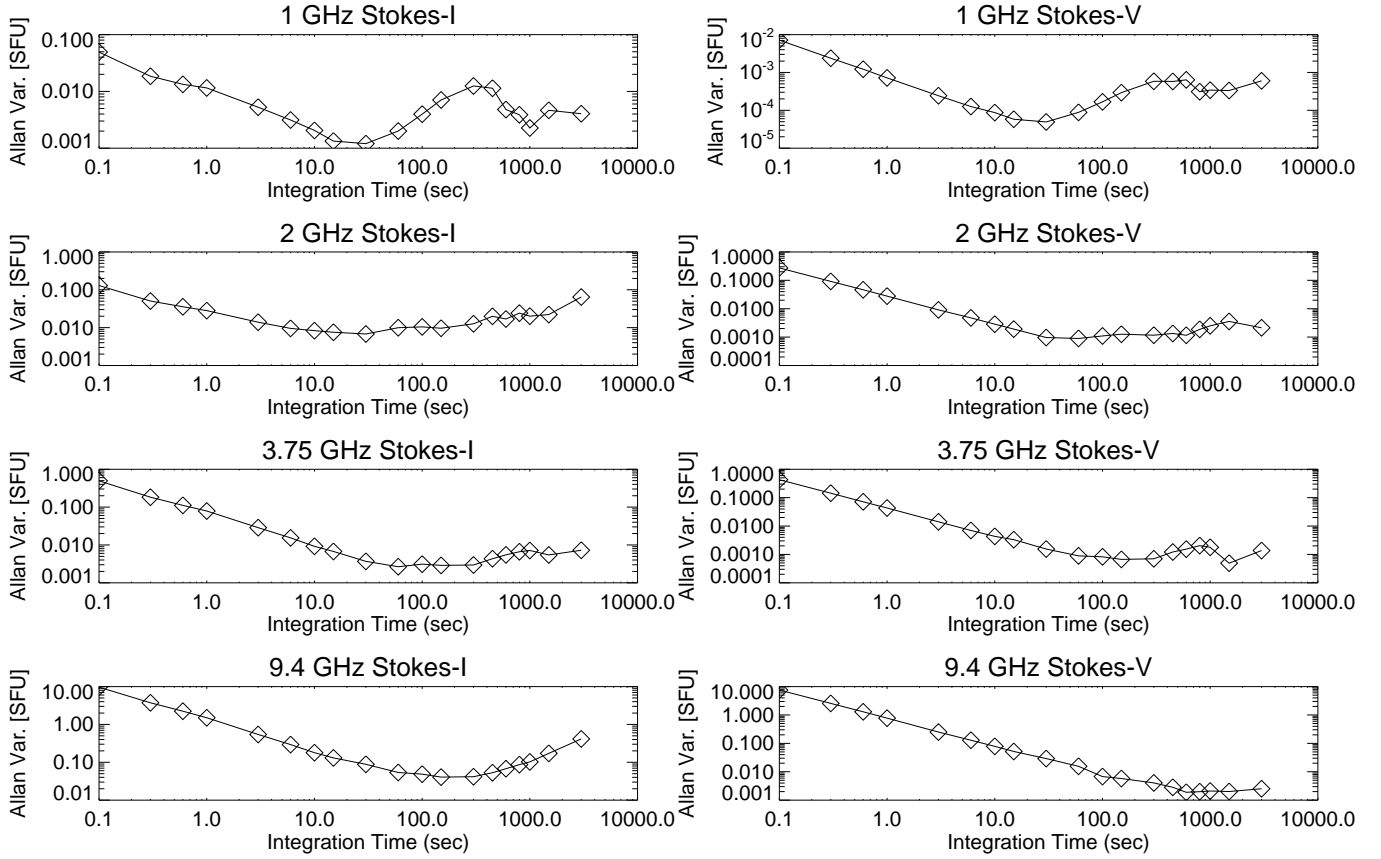 1 GHz Stokes-I
Allan Var. [SFU]
0.100
0.010
0.001
0.1 1.0 10.0 100.0 1000.0 10000.0
Integration Time (sec)
1 GHz Stokes-V
Allan Var. [SFU]
10-2
10-3
10-4
10-5
0.1 1.0 10.0 100.0 1000.0 10000.0
Integration Time (sec)
2 GHz Stokes-I
Allan Var. [SFU]
1.000
0.100
0.010
0.001
0.1 1.0 10.0 100.0 1000.0 10000.0
Integration Time (sec)
2 GHz Stokes-V
Allan Var. [SFU]
1.0000
0.1000
0.0100
0.0010
0.0001
0.1 1.0 10.0 100.0 1000.0 10000.0
Integration Time (sec)
3.75 GHz Stokes-I
Allan Var. [SFU]
1.000
0.100
0.010
0.001
0.1 1.0 10.0 100.0 1000.0 10000.0
Integration Time (sec)
3.75 GHz Stokes-V
Allan Var. [SFU]
1.0000
0.1000
0.0100
0.0010
0.0001
0.1 1.0 10.0 100.0 1000.0 10000.0
Integration Time (sec)
9.4 GHz Stokes-I
Allan Var. [SFU]
10.00
1.00
0.10
0.01
0.1 1.0 10.0 100.0 1000.0 10000.0
Integration Time (sec)
9.4 GHz Stokes-V
Allan Var. [SFU]
10.000
1.000
0.100
0.010
0.001
0.1 1.0 10.0 100.0 1000.0 10000.0
Integration Time (sec)